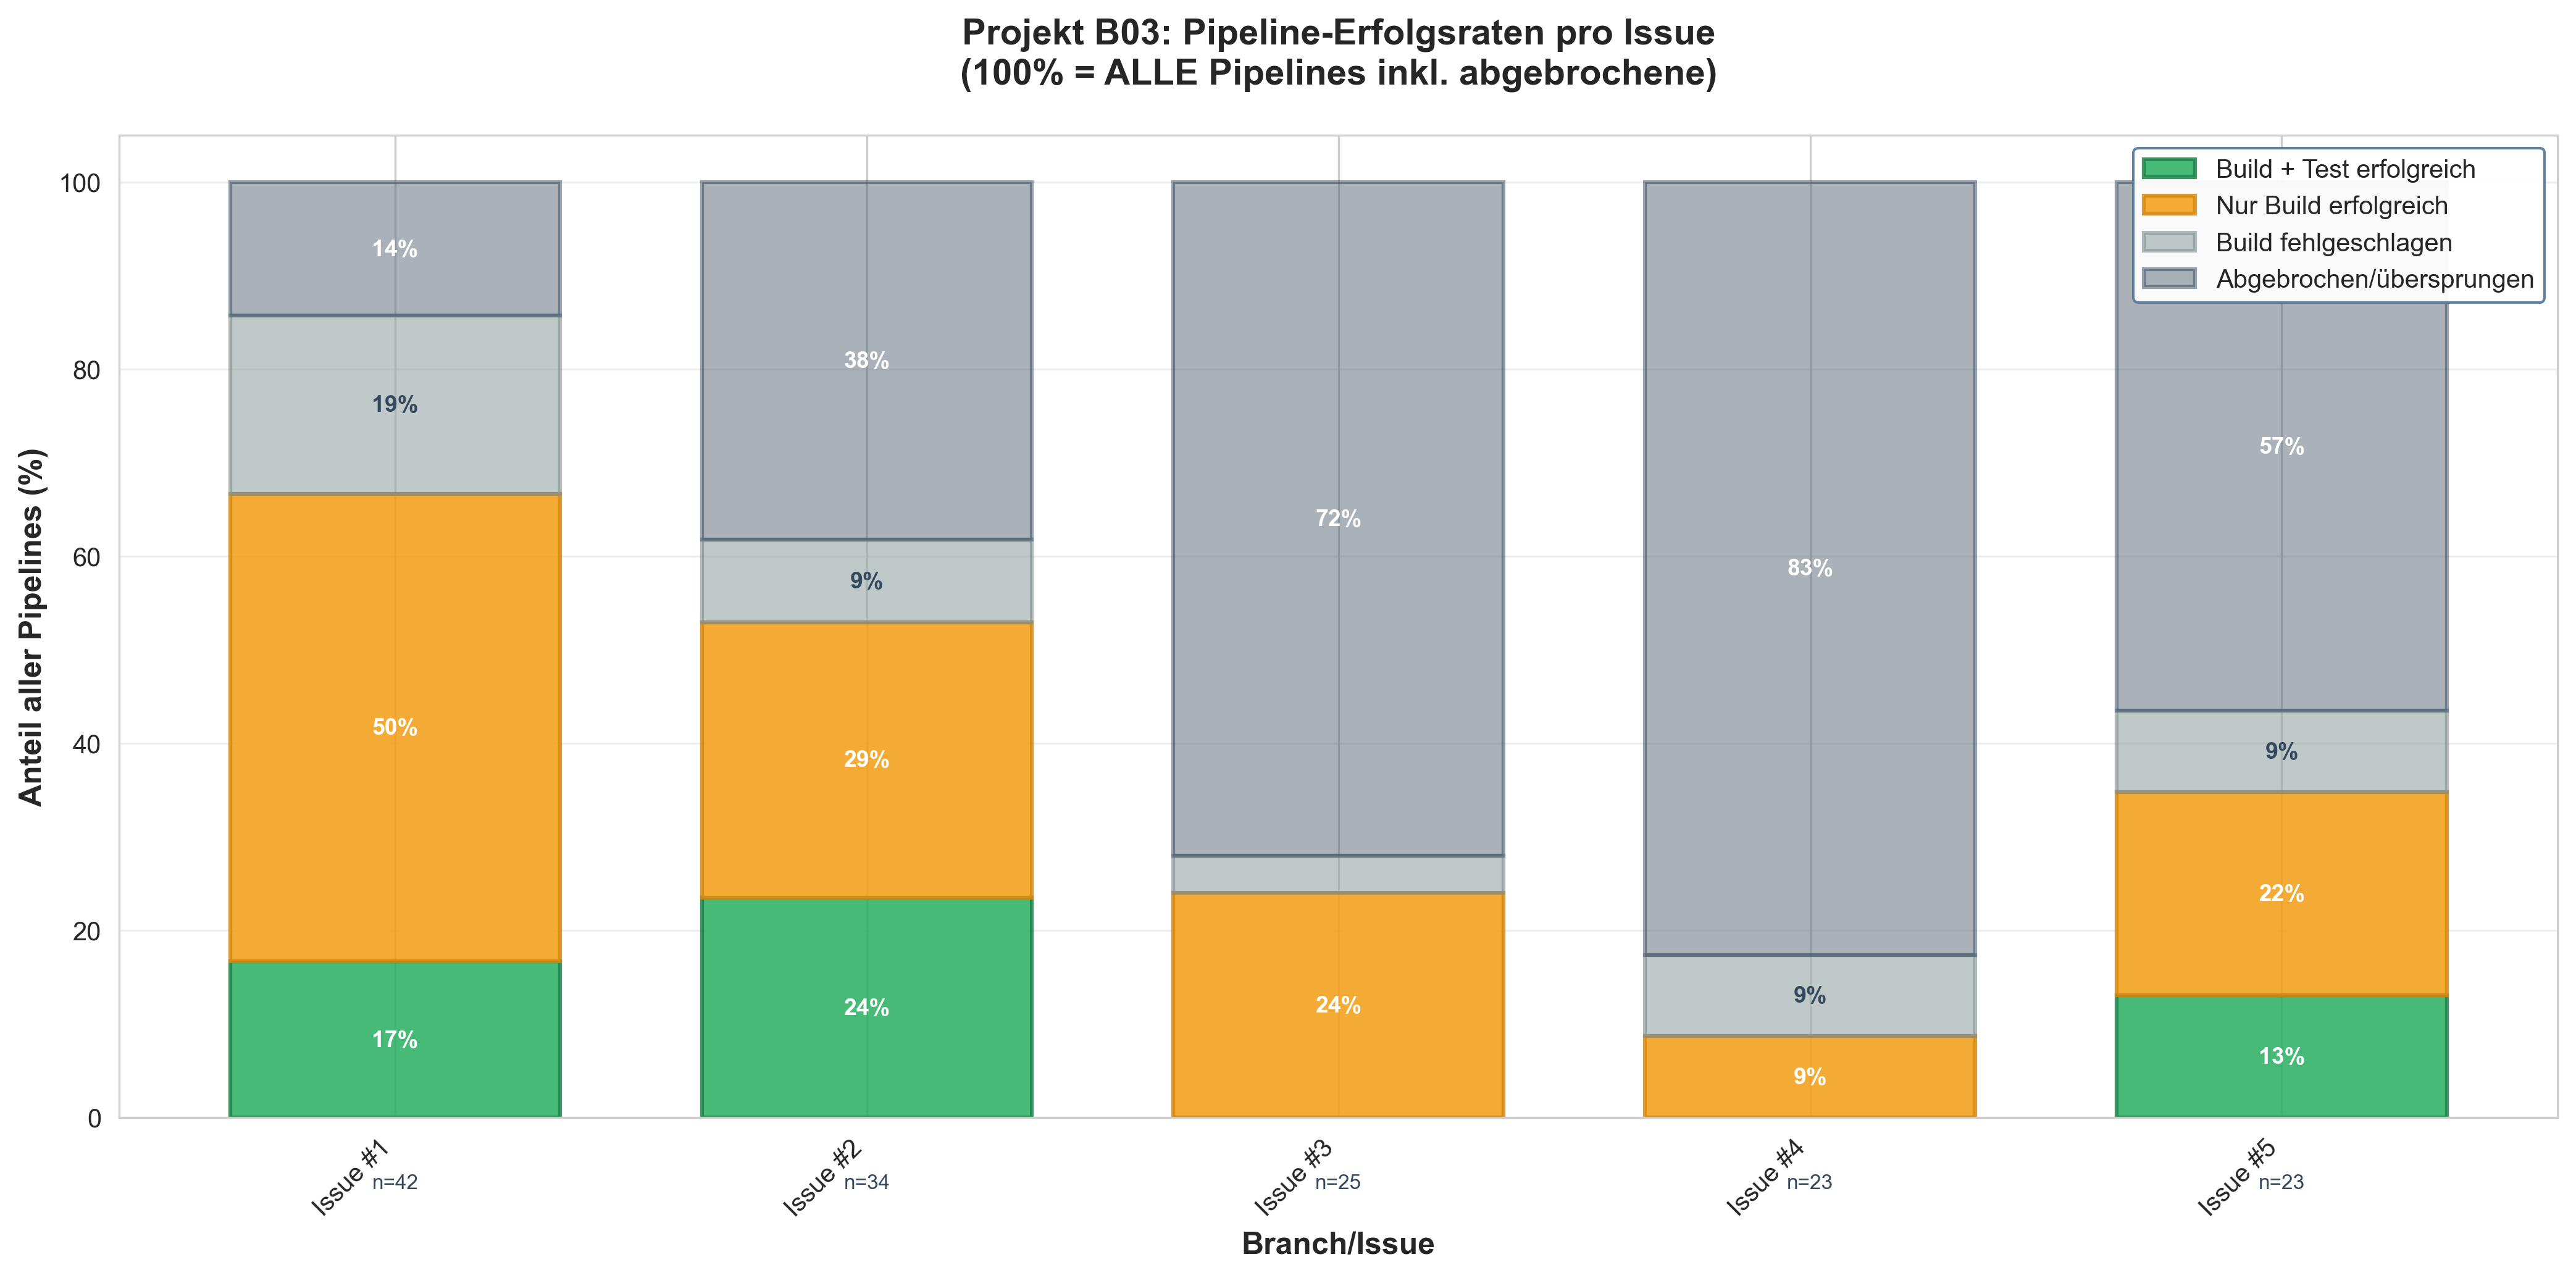 Projekt B03: Pipeline-Erfolgsraten pro Issue
(100% = ALLE Pipelines inkl. abgebrochene)
Build + Test erfolgreich
Nur Build erfolgreich
Build fehlgeschlagen
Abgebrochen/übersprungen
Anteil aller Pipelines (%)
100
80
60
40
20
0
14%
19%
50%
17%
38%
9%
29%
24%
72%
24%
83%
9%
9%
57%
9%
22%
13%
Issue #1
n=42
Issue #2
n=34
Issue #3
n=25
Issue #4
n=23
Issue #5
n=23
Branch/Issue